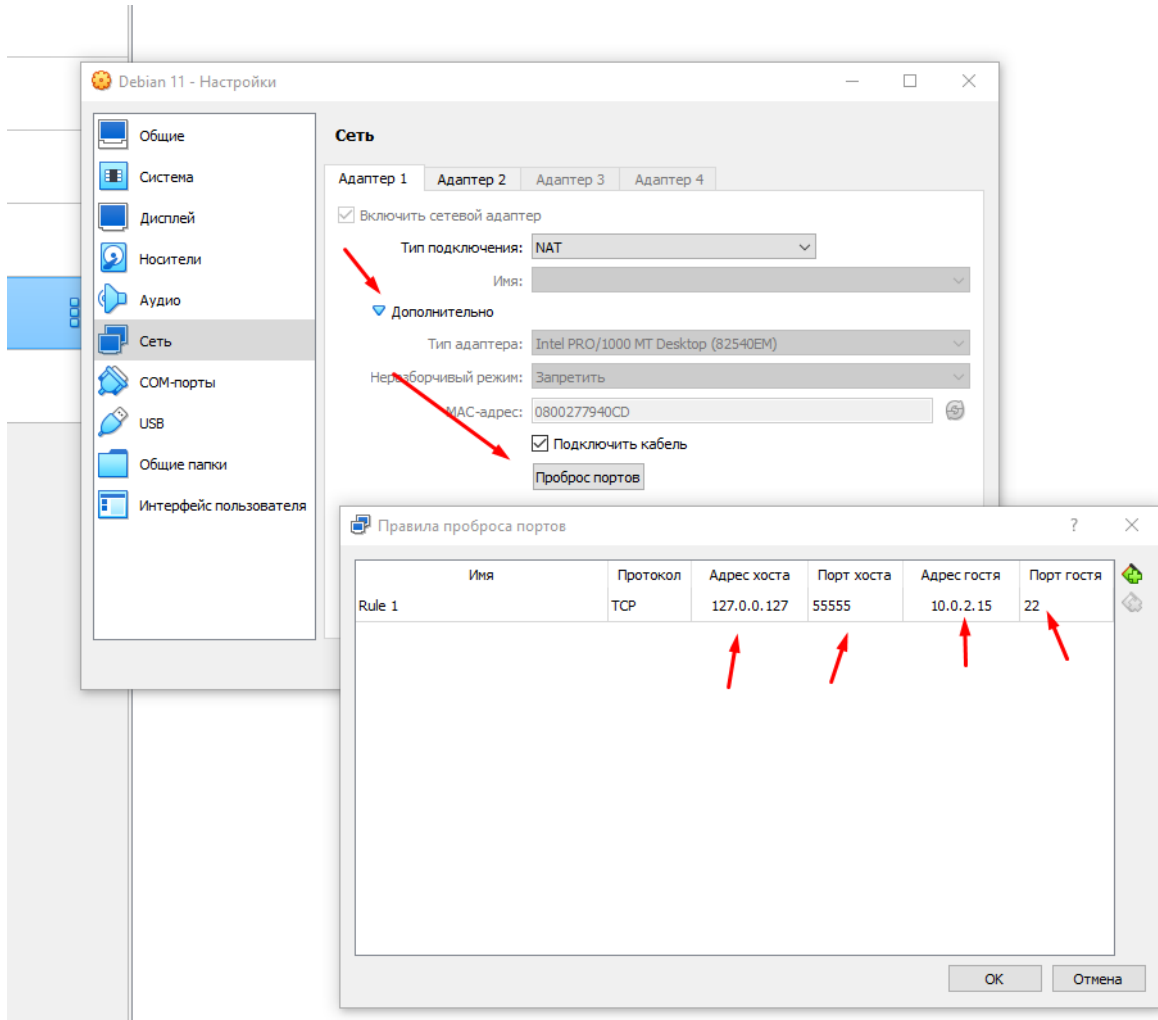 Debian 11 - Настройки
Общие
Система
Дисплей
Носители
Аудио
Сеть
COM-порты
USB
Общие папки
Интерфейс пользователя
Сеть
Адаптер 1 Адаптер 2 Адаптер 3 Адаптер 4
Включить сетевой адаптер
Тип подключения: NAT
Имя:
Дополнительно
Тип адаптера: Intel PRO/1000 MT Desktop (82540EM)
Неразборчивый режим: Запретить
MAC-адрес: 0800277940CD
Подключить кабель
Проброс портов
Правила проброса портов
Имя Протокол Адрес хоста Порт хоста Адрес гостя Порт гостя
Rule 1 TCP 127.0.0.127 55555 10.0.2.15 22
OK Отмена